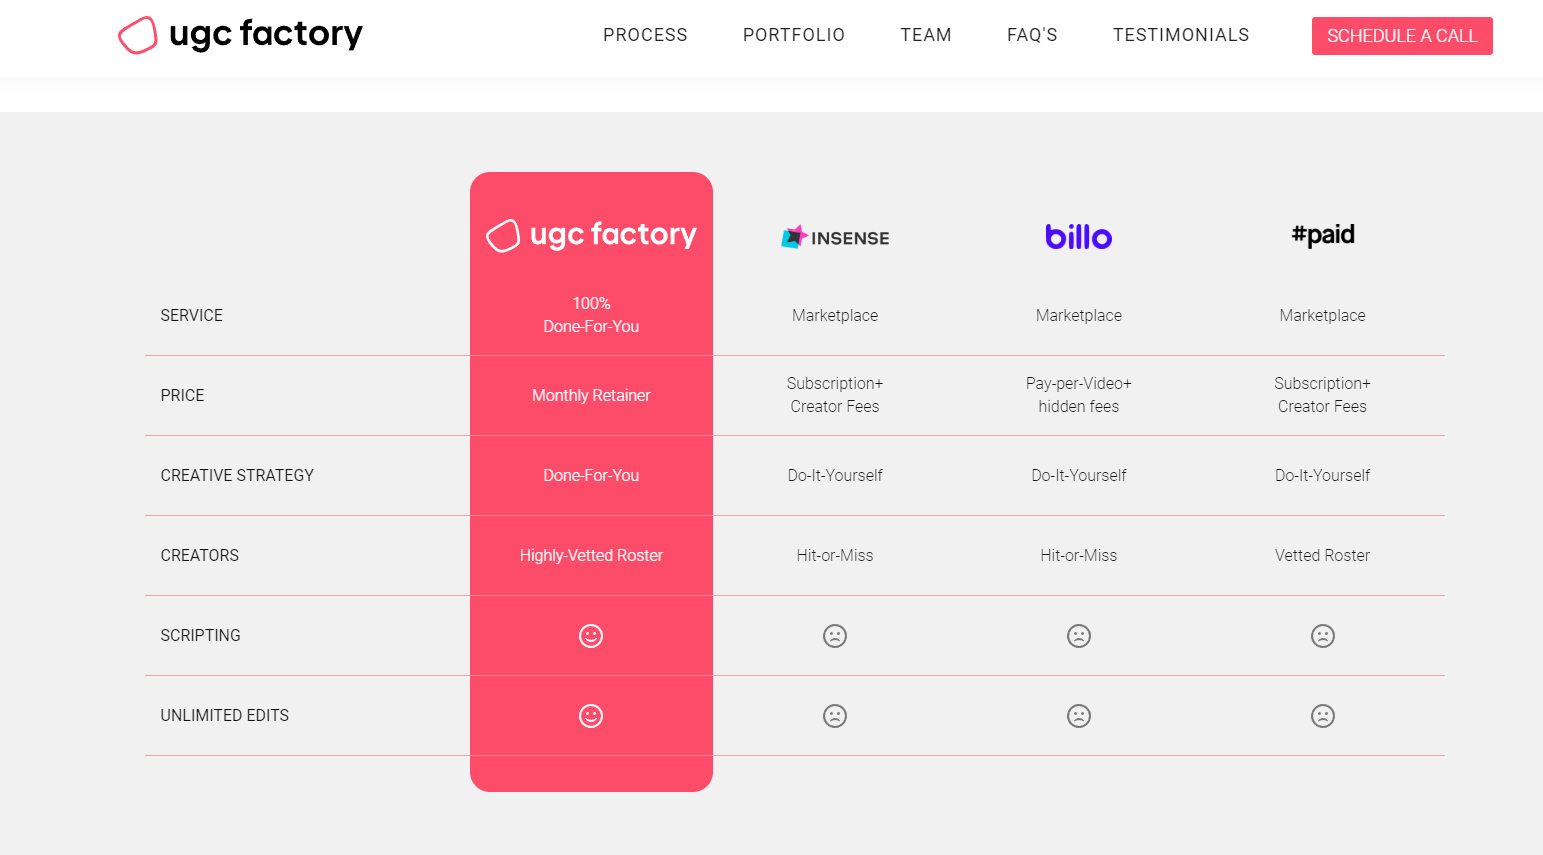 ugc factory
PROCESS
PORTFOLIO
TEAM
FAQ'S
TESTIMONIALS
SCHEDULE A CALL
ugc factory
INSENSE
billo
#paid
SERVICE
100%
Done-For-You
Marketplace
Marketplace
Marketplace
PRICE
Monthly Retainer
Subscription+
Creator Fees
Pay-per-Video+
hidden fees
Subscription+
Creator Fees
CREATIVE STRATEGY
Done-For-You
Do-It-Yourself
Do-It-Yourself
Do-It-Yourself
CREATORS
Highly-Vetted Roster
Hit-or-Miss
Hit-or-Miss
Vetted Roster
SCRIPTING
UNLIMITED EDITS